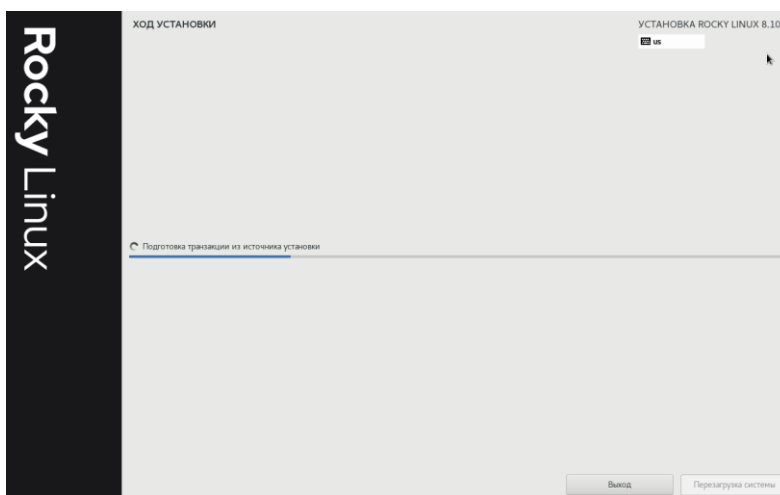 Rocky Linux
ХОД УСТАНОВКИ
УСТАНОВКА ROCKY LINUX 8.10
us
Подготовка транзакции из источника установки
Выход
Перезагрузка системы